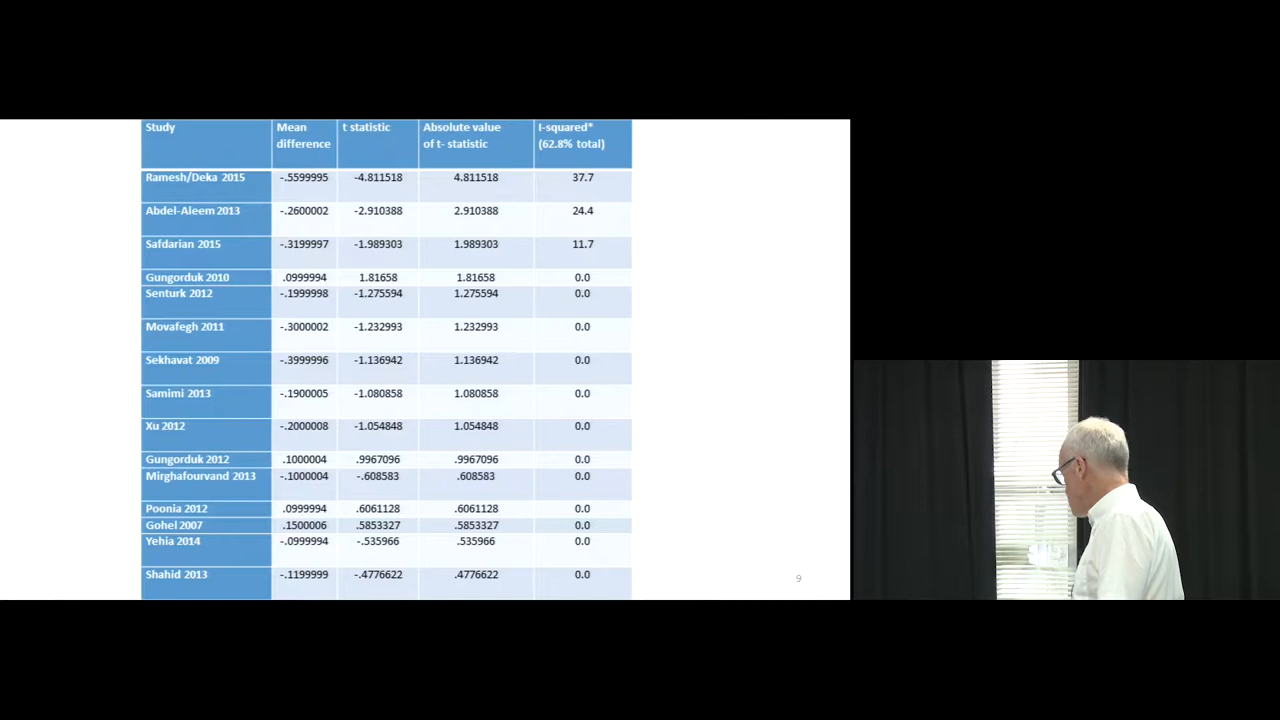 Study Mean difference t statistic Absolute value of t- statistic I-squared* (62.8% total)
Ramesh/Deka 2015 -.5599995 -4.811518 4.811518 37.7
Abdel-Aleem 2013 -.2600002 -2.910388 2.910388 24.4
Safdarian 2015 -.3199997 -1.989303 1.989303 11.7
Gungorduk 2010 .0999994 1.81658 1.81658 0.0
Senturk 2012 -.1999998 -1.275594 1.275594 0.0
Movafegh 2011 -.3000002 -1.232993 1.232993 0.0
Sekhavat 2009 -.3999996 -1.136942 1.136942 0.0
Samimi 2013 -.1900005 -1.080858 1.080858 0.0
Xu 2012 -.2000008 -1.054848 1.054848 0.0
Gungorduk 2012 .1000004 .9967096 .9967096 0.0
Mirghafourvand 2013 -.1000004 -.608583 .608583 0.0
Poonia 2012 .0999994 .6061128 .6061128 0.0
Gohel 2007 .1500006 .5853327 .5853327 0.0
Yehia 2014 -.0999994 -.535966 .535966 0.0
Shahid 2013 -.1199999 -.4776622 .4776622 0.0
9